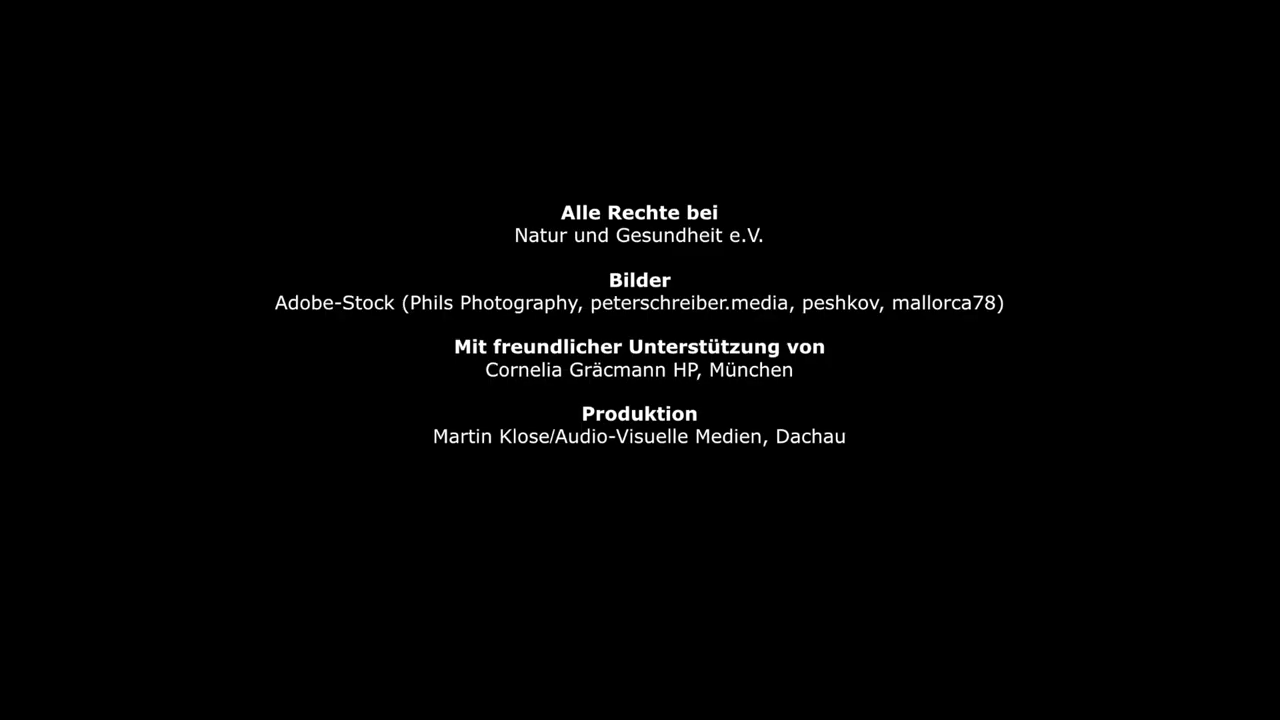 Alle Rechte bei
Natur und Gesundheit e.V.
Bilder
Adobe-Stock (Phils Photography, peterschreiber.media, peshkov, mallorca78)
Mit freundlicher Unterstützung von
Cornelia Gräcmann HP, München
Produktion
Martin Klose/Audio-Visuelle Medien, Dachau